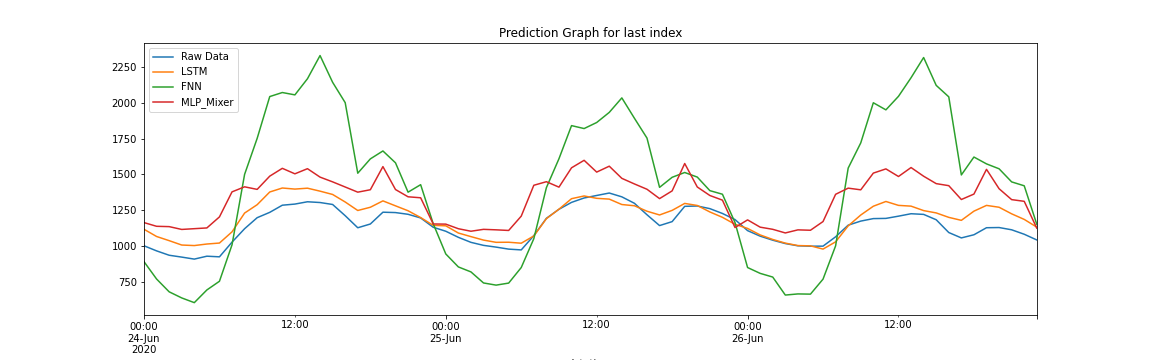 Prediction Graph for last index
Raw Data
LSTM
FNN
MLP_Mixer
2250
2000
1750
1500
1250
1000
750
00:00 12:00 00:00 12:00 00:00 12:00
24-Jun 25-Jun 26-Jun
2020